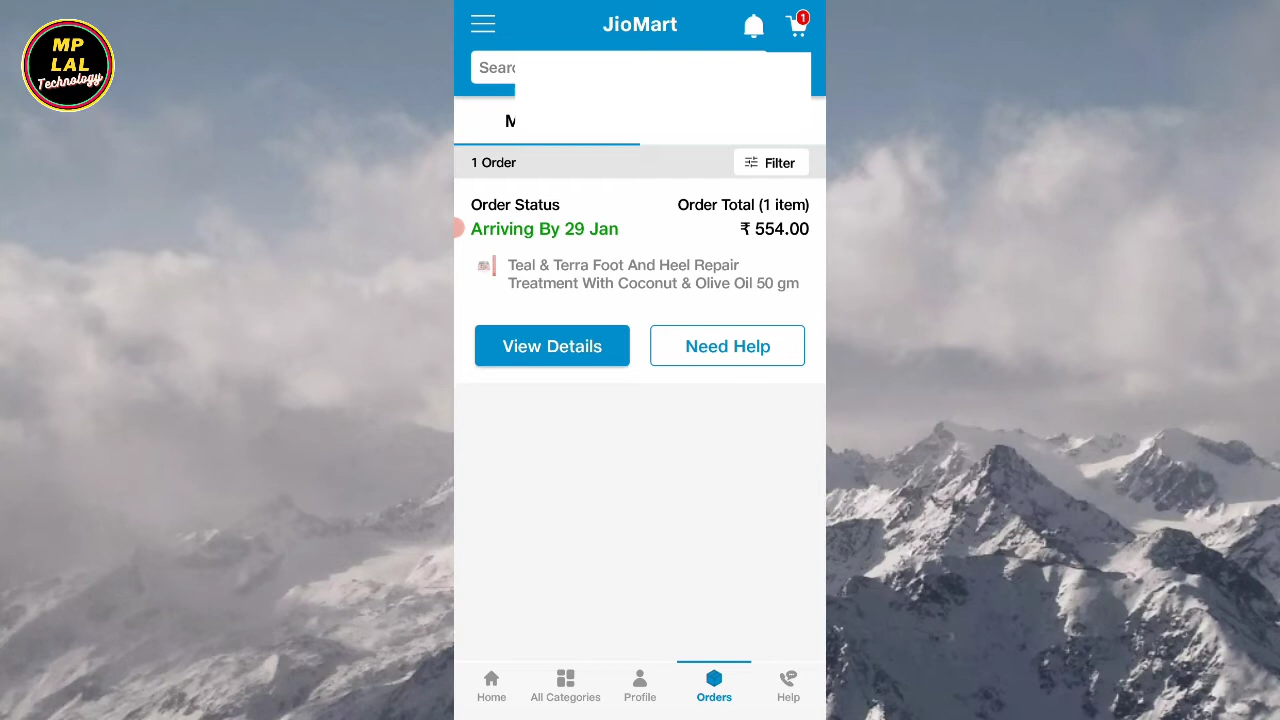 MP
LAL
Technology
JioMart
1
Sear
1 Order
Filter
Order Status
Order Total (1 item)
Arriving By 29 Jan
₹ 554.00
Teal & Terra Foot And Heel Repair
Treatment With Coconut & Olive Oil 50 gm
View Details
Need Help
Home
All Categories
Profile
Orders
Help